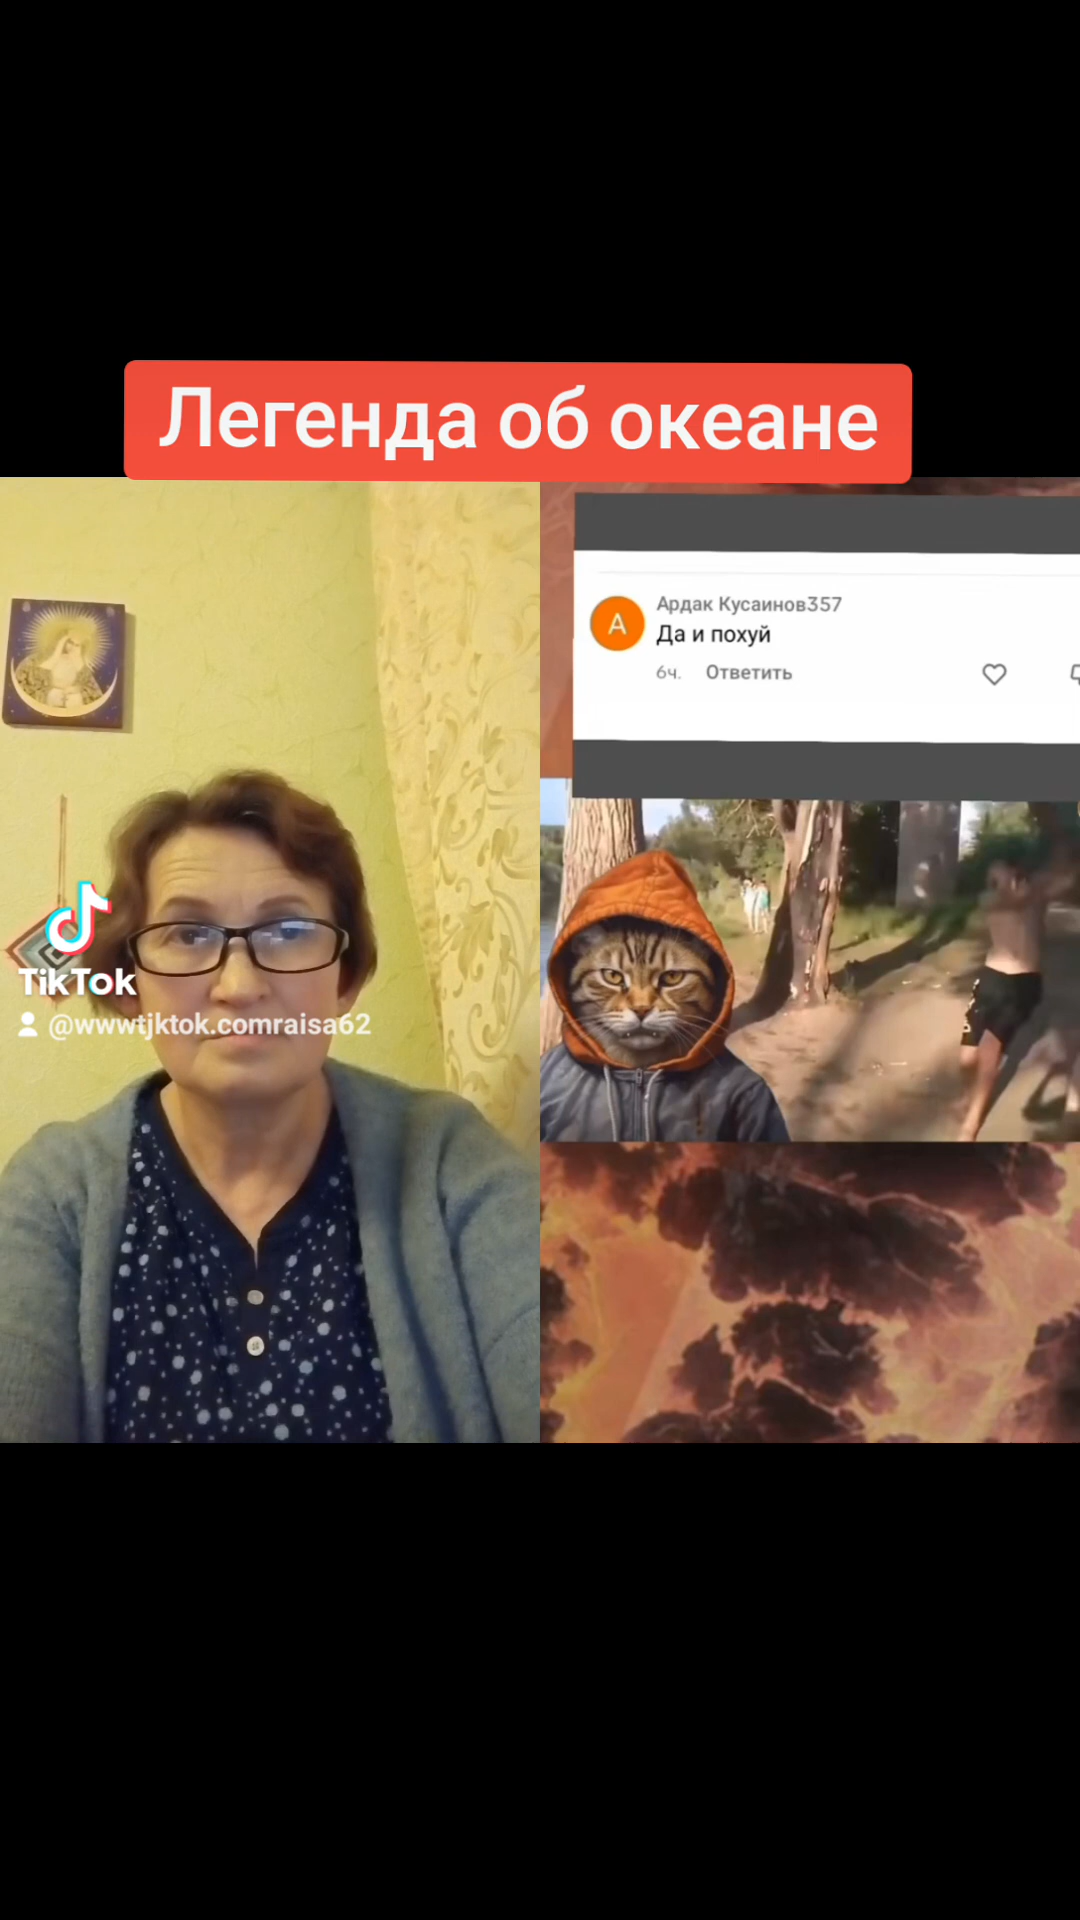 Легенда об океане
Ардак Кусаинов357
Да и похуй
6ч. Ответить
TikTok
@wwwtjktok.comraisa62